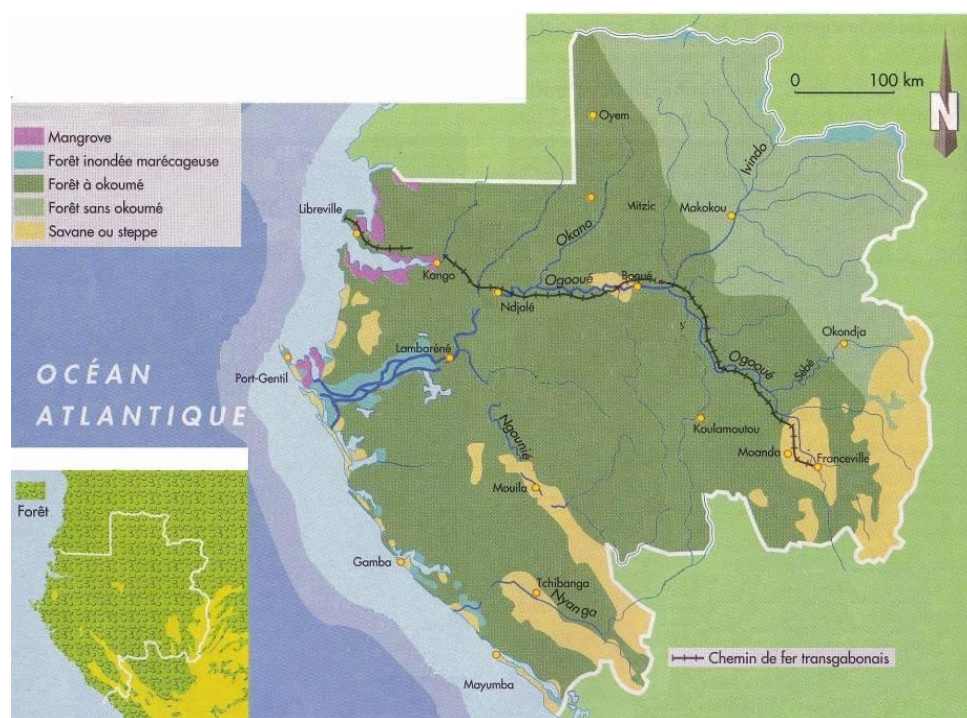 0 100 km
N
Mangrove
Forêt inondée marécageuse
Forêt à okoumé
Forêt sans okoumé
Savane ou steppe
Oyem
Ivindo
Libreville
Mitzic
Makokou
Okano
Kango
Ogooué
Booué
Ndjolé
Okondja
Lambaréné
Ogooué
Sébé
Port-Gentil
OCÉAN
ATLANTIQUE
Koulamoutou
Ngounié
Moanda
Franceville
Mouila
Forêt
Gamba
Tchibanga
Nyanga
Chemin de fer transgabonais
Mayumba